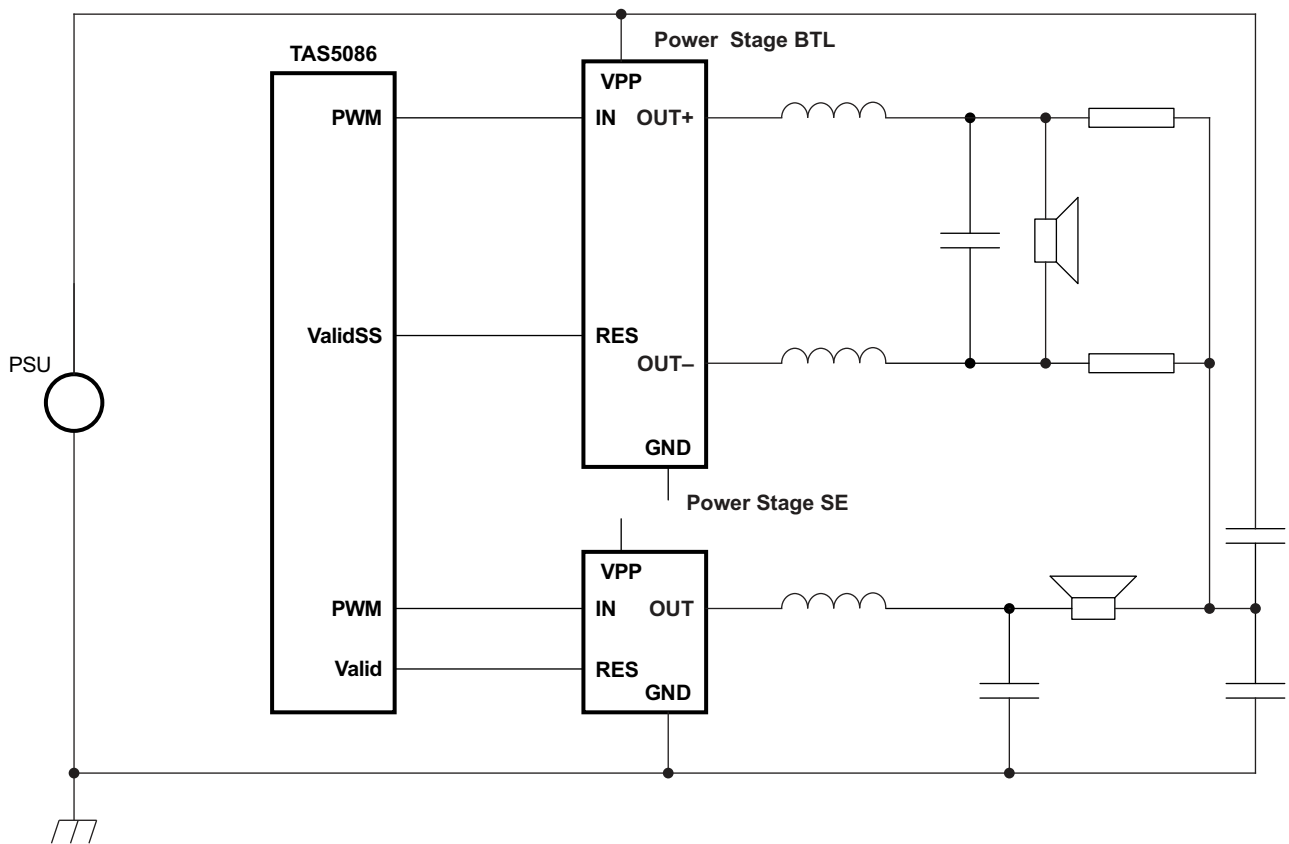 Power Stage BTL
TAS5086
VPP
PWM
IN
OUT+
ValidSS
RES
PSU
OUT–
GND
Power Stage SE
VPP
PWM
IN
OUT
Valid
RES
GND